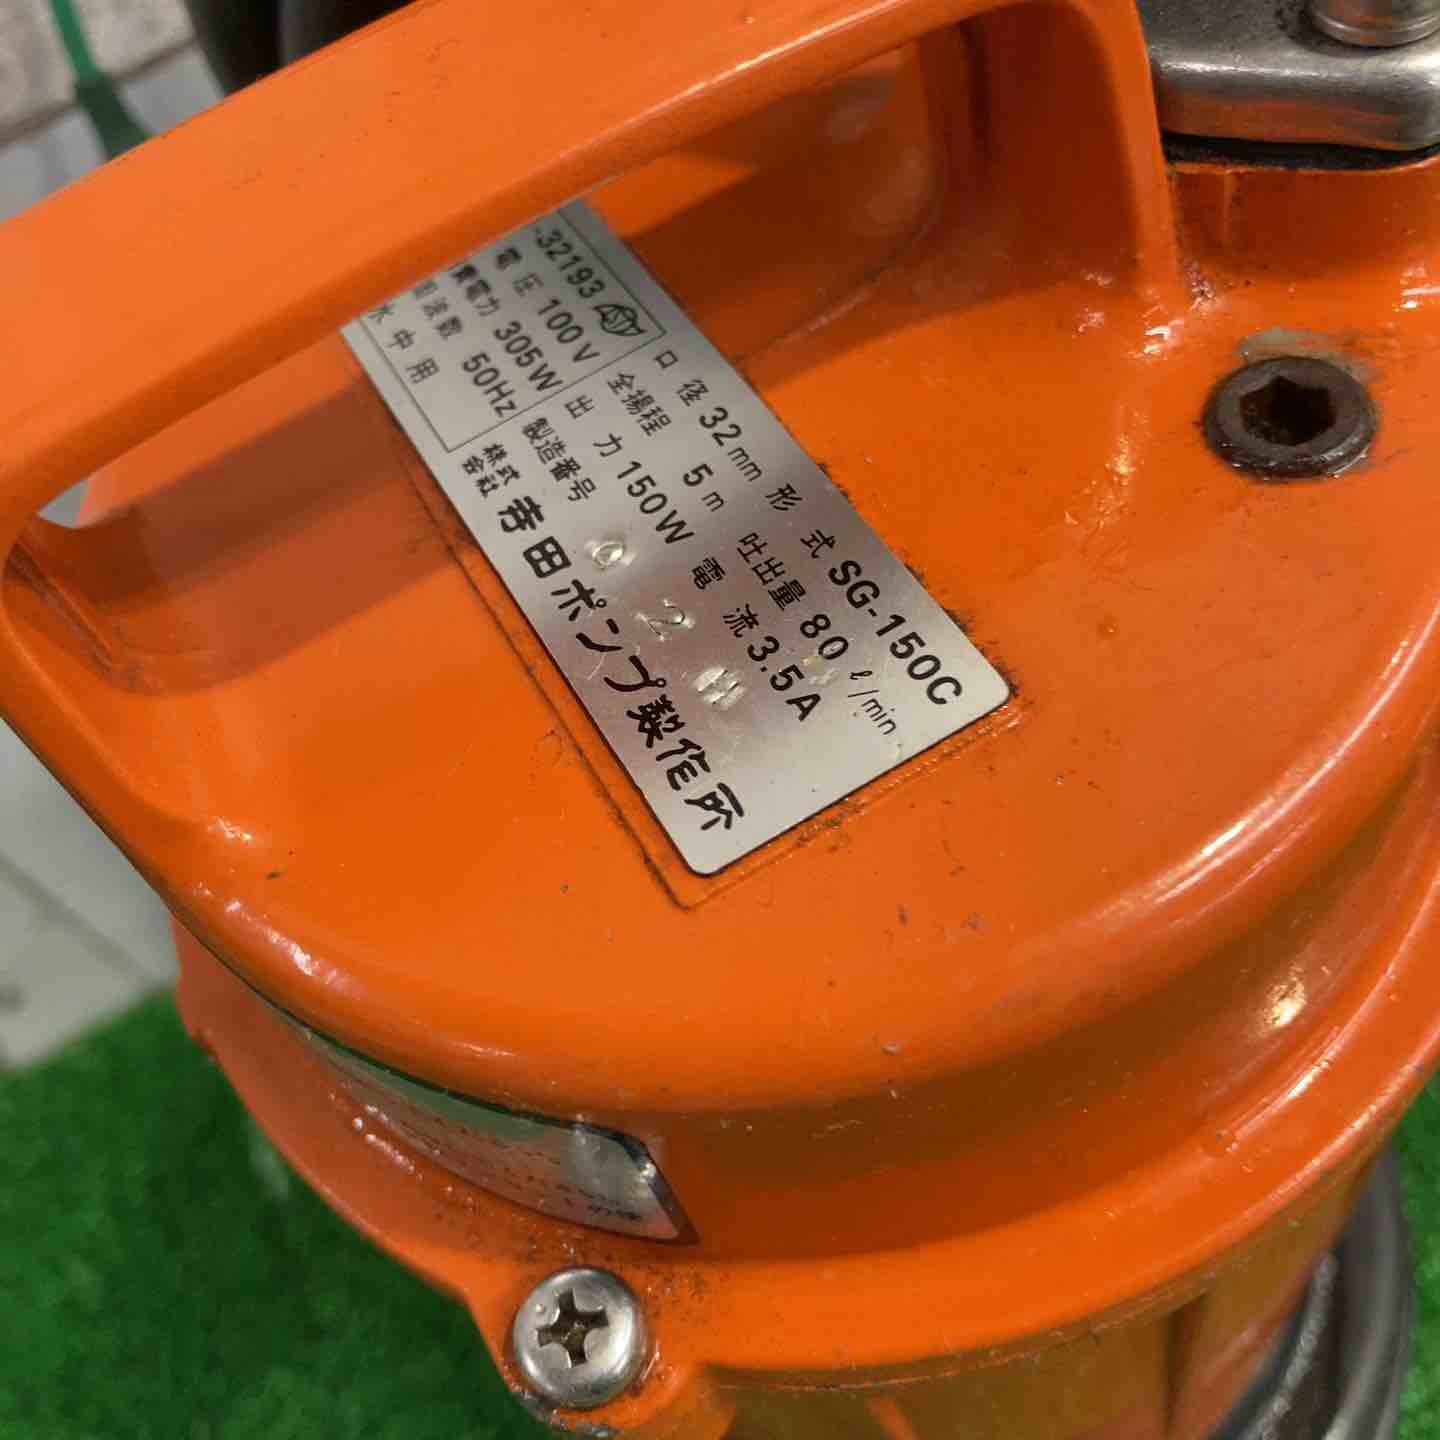 口径 32mm 形式 SG-150C
全揚程 5m 吐出量 80 ℓ/min
出力 150W 電流 3.5A
製造番号 0 2 H
株式会社 寺田ポンプ製作所
-32193
電圧 100V
費電力 305W
波数 50Hz
水中用